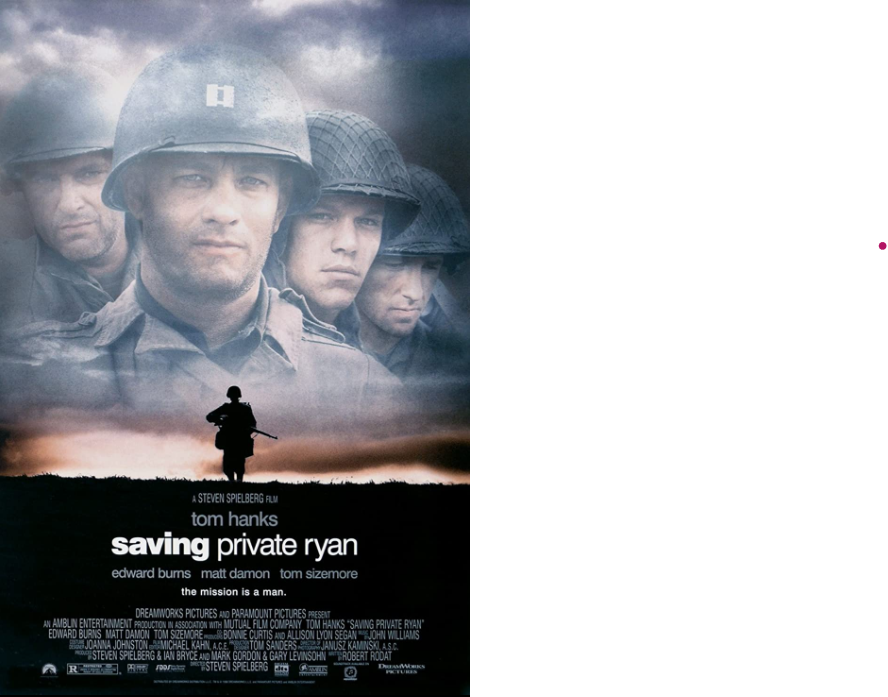 A STEVEN SPIELBERG FILM
tom hanks
saving private ryan
edward burns matt damon tom sizemore
the mission is a man.
DREAMWORKS PICTURES AND PARAMOUNT PICTURES PRESENT
AN AMBLIN ENTERTAINMENT PRODUCTION IN ASSOCIATION WITH MUTUAL FILM COMPANY TOM HANKS "SAVING PRIVATE RYAN"
EDWARD BURNS MATT DAMON TOM SIZEMORE BONNIE CURTIS AND ALLISON LYON SEGAN JOHN WILLIAMS
JOANNA JOHNSTON MICHAEL KAHN, A.C.E. TOM SANDERS JANUSZ KAMINSKI, A.S.C.
STEVEN SPIELBERG & IAN BRYCE AND MARK GORDON & GARY LEVINSOHN ROBERT RODAT
STEVEN SPIELBERG
R DREAMWORKS
PICTURES